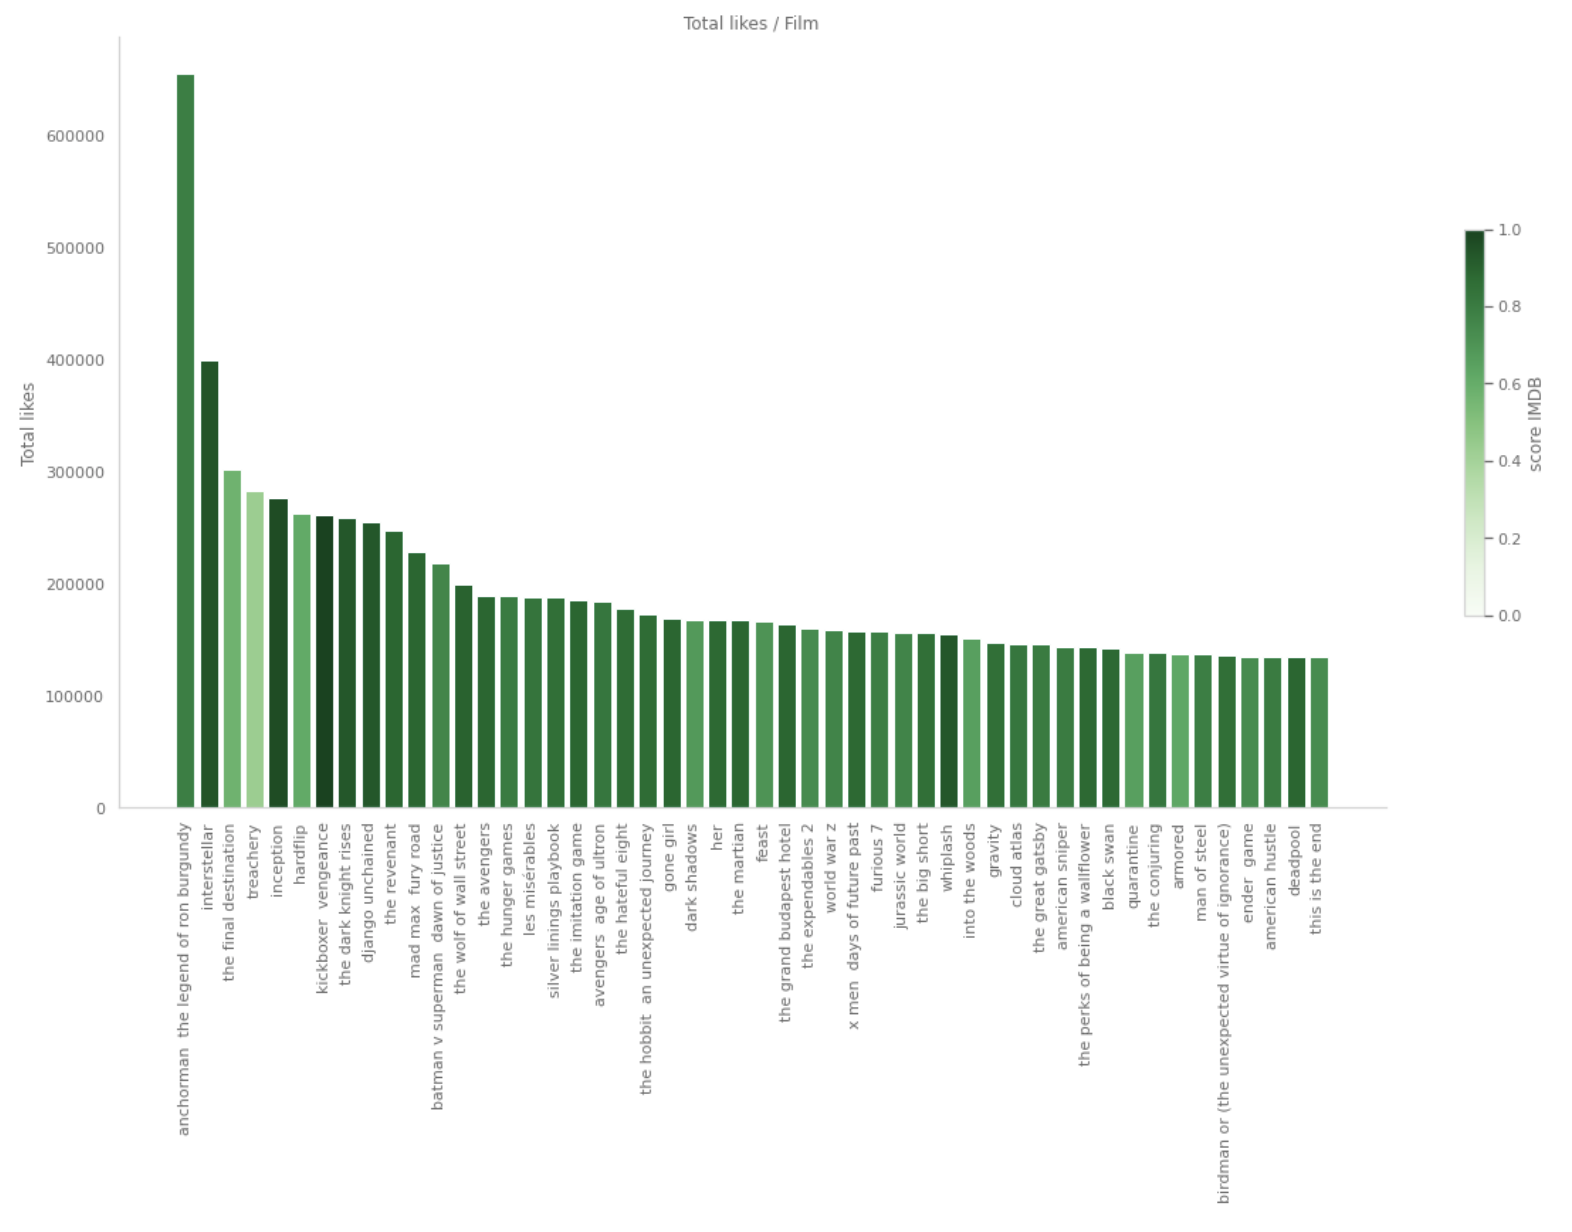 Total likes / Film
Total likes
600000
500000
400000
300000
200000
100000
0
anchorman  the legend of ron burgundy
interstellar
the final destination
treachery
inception
hardflip
kickboxer  vengeance
the dark knight rises
django unchained
the revenant
mad max  fury road
batman v superman  dawn of justice
the wolf of wall street
the avengers
the hunger games
les misérables
silver linings playbook
the imitation game
avengers  age of ultron
the hateful eight
the hobbit  an unexpected journey
gone girl
dark shadows
her
the martian
feast
the grand budapest hotel
the expendables 2
world war z
x men  days of future past
furious 7
jurassic world
the big short
whiplash
into the woods
gravity
cloud atlas
the great gatsby
american sniper
the perks of being a wallflower
black swan
quarantine
the conjuring
armored
man of steel
birdman or (the unexpected virtue of ignorance)
ender  game
american hustle
deadpool
this is the end
1.0
0.8
0.6
0.4
0.2
0.0
score IMDB